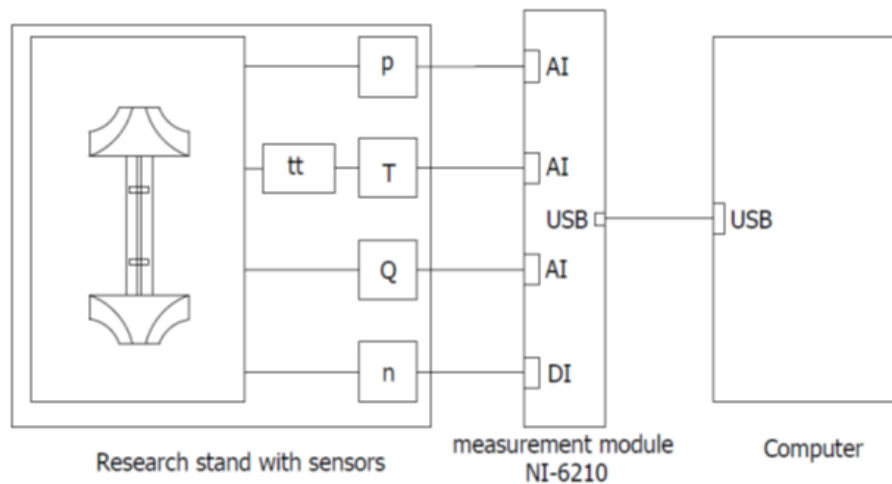 p
AI
tt
T
AI
USB
USB
Q
AI
n
DI
Research stand with sensors
measurement module
NI-6210
Computer